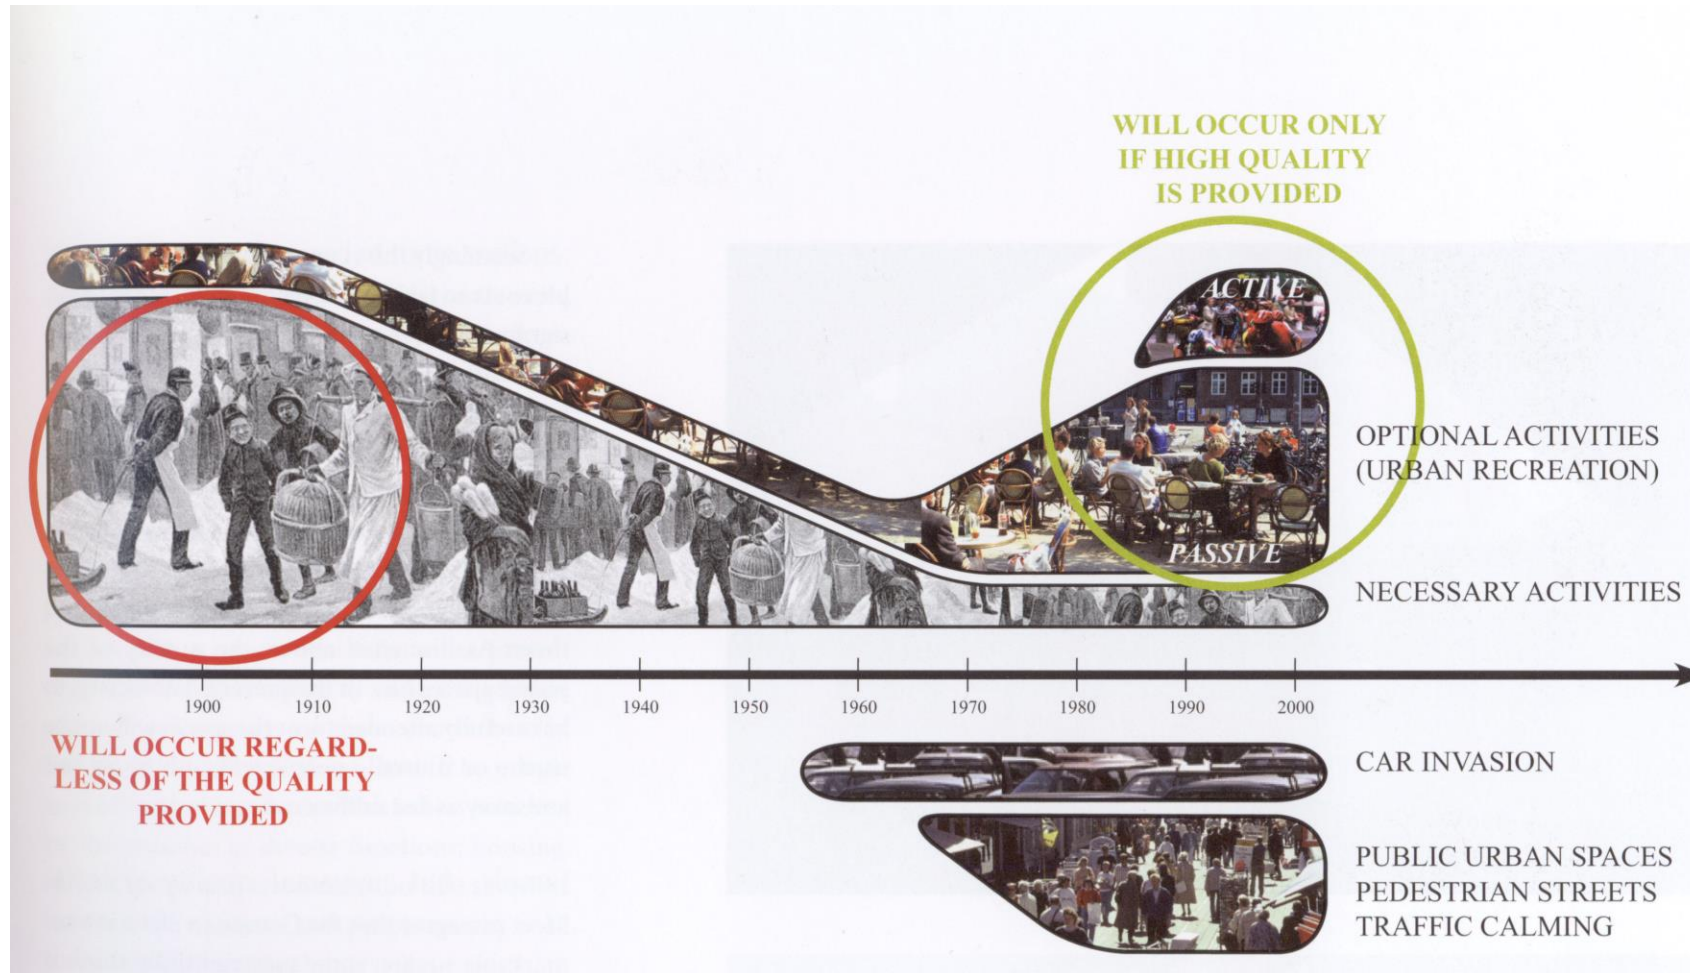 WILL OCCUR ONLY
IF HIGH QUALITY
IS PROVIDED
ACTIVE
OPTIONAL ACTIVITIES
(URBAN RECREATION)
PASSIVE
NECESSARY ACTIVITIES
1900 1910 1920 1930 1940 1950 1960 1970 1980 1990 2000
WILL OCCUR REGARD-
LESS OF THE QUALITY
PROVIDED
CAR INVASION
PUBLIC URBAN SPACES
PEDESTRIAN STREETS
TRAFFIC CALMING